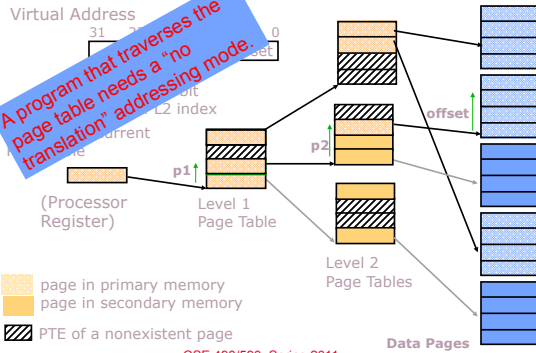 Virtual Address
31
0
A program that traverses the
page table needs a "no
translation" addressing mode.
L2 index
offset
p1
p2
(Processor
Register)
Level 1
Page Table
Level 2
Page Tables
page in primary memory
page in secondary memory
PTE of a nonexistent page
Data Pages